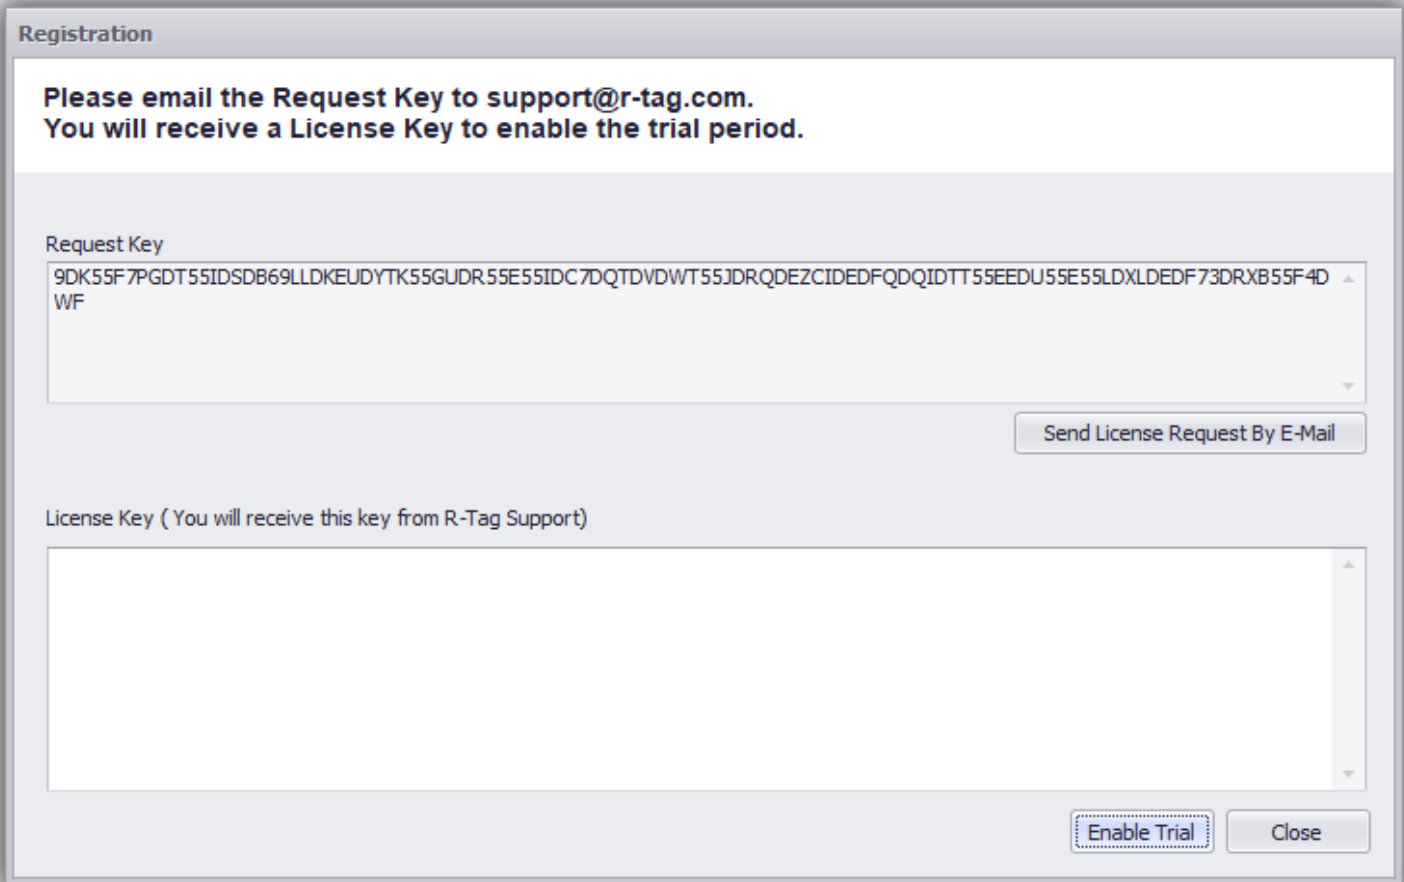 Registration
Please email the Request Key to support@r-tag.com.
You will receive a License Key to enable the trial period.
Request Key
9DK55F7PGDT55IDSDB69LLDKEUDYTK55GUDR55E55IDC7DQTDVDWT55JDRQDEZCIDEDFQDQIDTT55EEDU55E55LDXLDEDF73DRXB55F4D
WF
Send License Request By E-Mail
License Key ( You will receive this key from R-Tag Support)
Enable Trial
Close